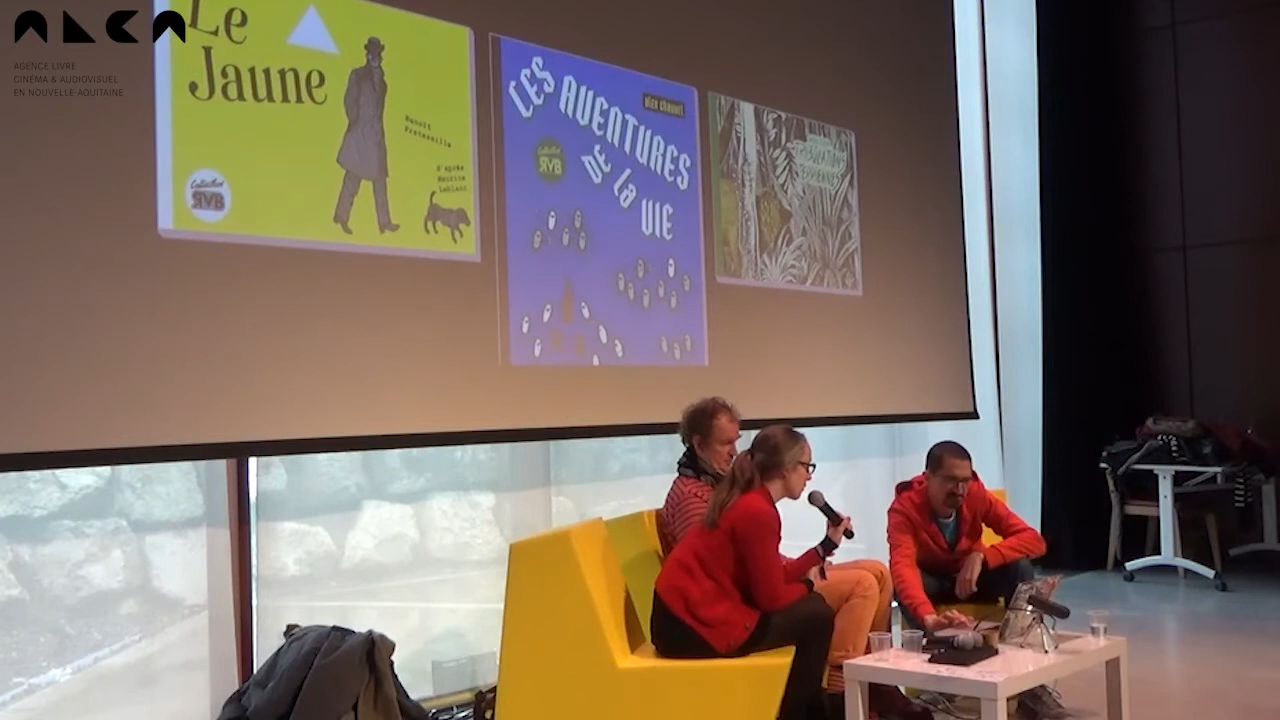 ALCA
AGENCE LIVRE
CINÉMA & AUDIOVISUEL
EN NOUVELLE-AQUITAINE
Le
Jaune
Benoît
Preteseille
d'après
Maurice
Leblanc
Collection
RVB
LES AVENTURES
DE la
VIE
alex chauvel
Collection
RVB